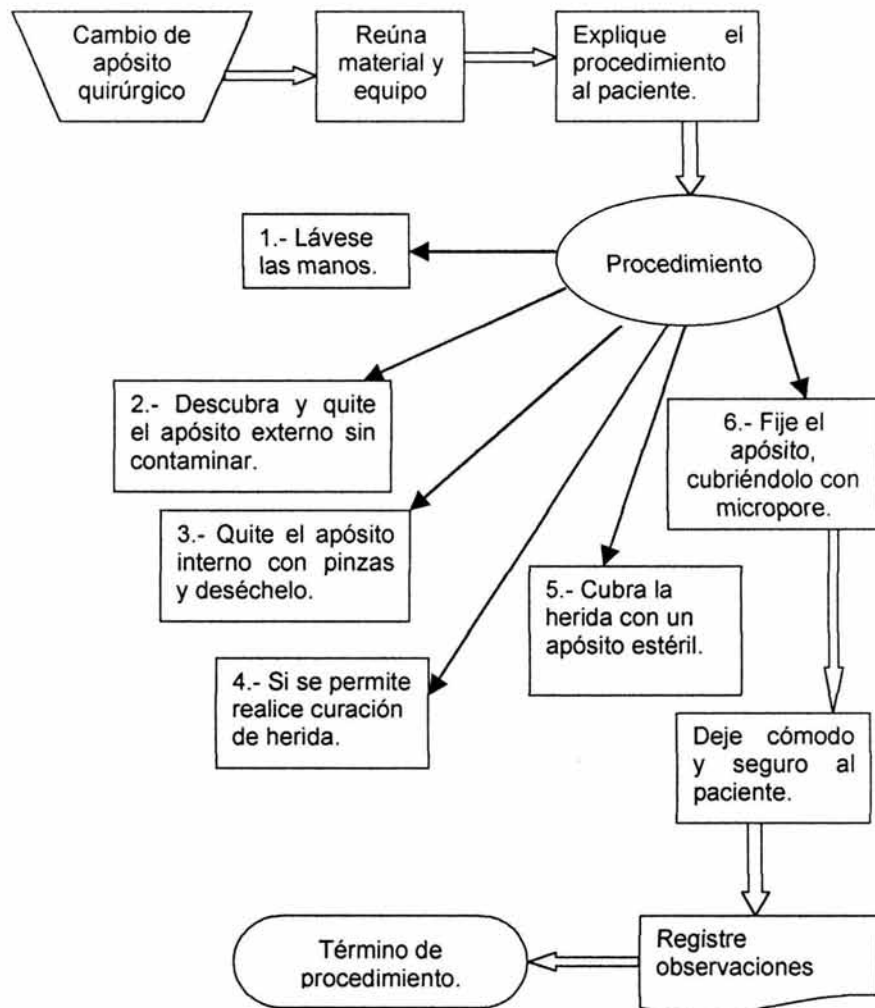 Cambio de
apósito
quirúrgico
Reúna
material y
equipo
Explique el
procedimiento
al paciente.
Procedimiento
1.- Lávese
las manos.
2.- Descubra y quite
el apósito externo sin
contaminar.
3.- Quite el apósito
interno con pinzas
y deséchelo.
4.- Si se permite
realice curación
de herida.
5.- Cubra la
herida con un
apósito estéril.
6.- Fije el
apósito,
cubriéndolo con
micropore.
Deje cómodo
y seguro al
paciente.
Registre
observaciones
Término de
procedimiento.